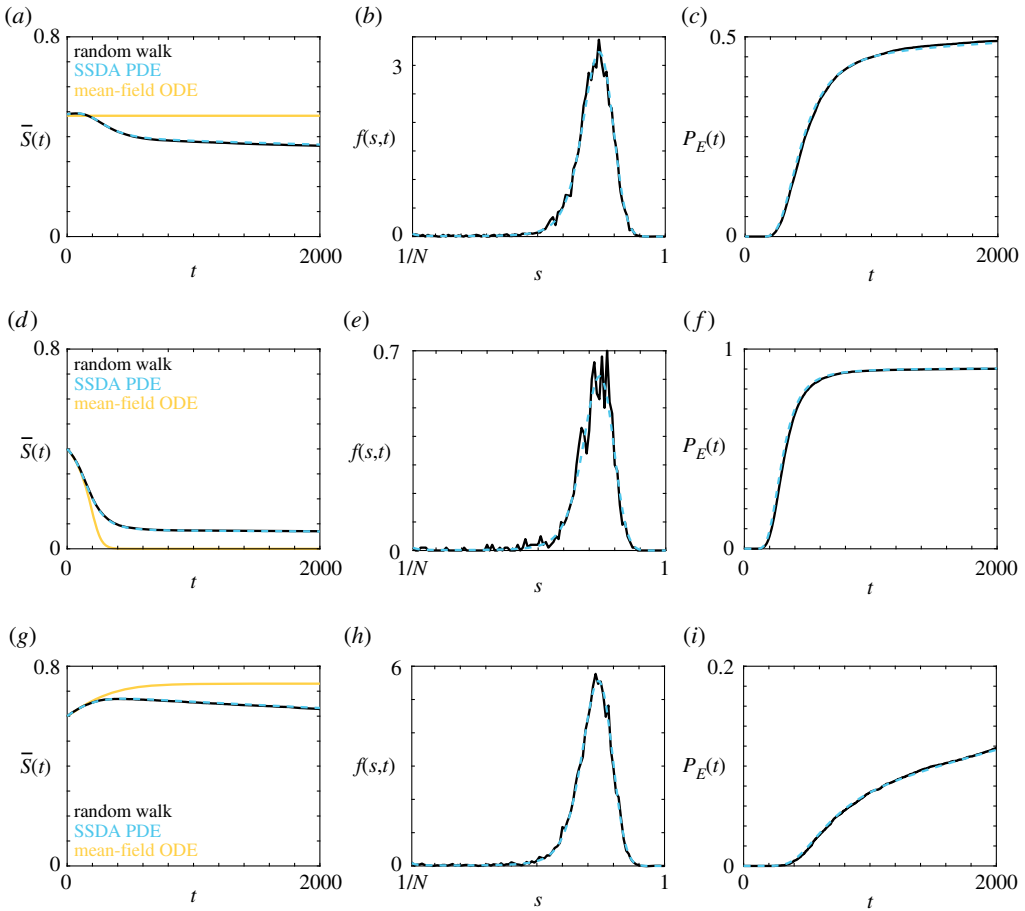 (a)
0.8
random walk
SSDA PDE
mean-field ODE
S̅(t)
0
0
2000
t
(b)
3
f(s,t)
0
1/N
1
s
(c)
0.5
P_E(t)
0
0
2000
t
(d)
0.8
random walk
SSDA PDE
mean-field ODE
S̅(t)
0
0
2000
t
(e)
0.7
f(s,t)
0
1/N
1
s
(f)
1
P_E(t)
0
0
2000
t
(g)
0.8
S̅(t)
random walk
SSDA PDE
mean-field ODE
0
0
2000
t
(h)
6
f(s,t)
0
1/N
1
s
(i)
0.2
P_E(t)
0
0
2000
t